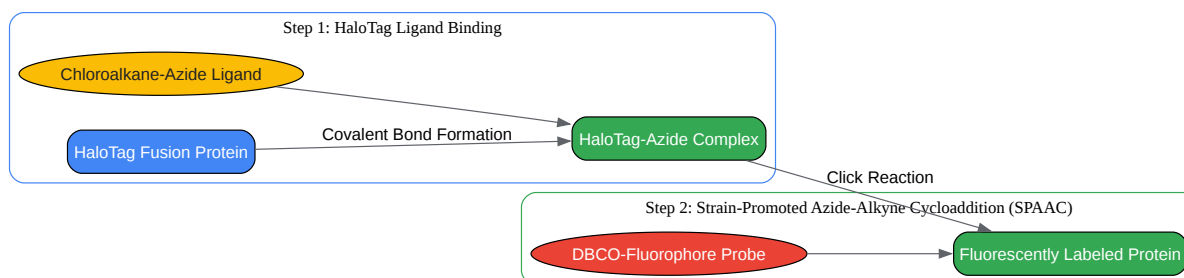 Step 1: HaloTag Ligand Binding
Chloroalkane-Azide Ligand
HaloTag Fusion Protein
Covalent Bond Formation
HaloTag-Azide Complex
Click Reaction
Step 2: Strain-Promoted Azide-Alkyne Cycloaddition (SPAAC)
DBCO-Fluorophore Probe
Fluorescently Labeled Protein